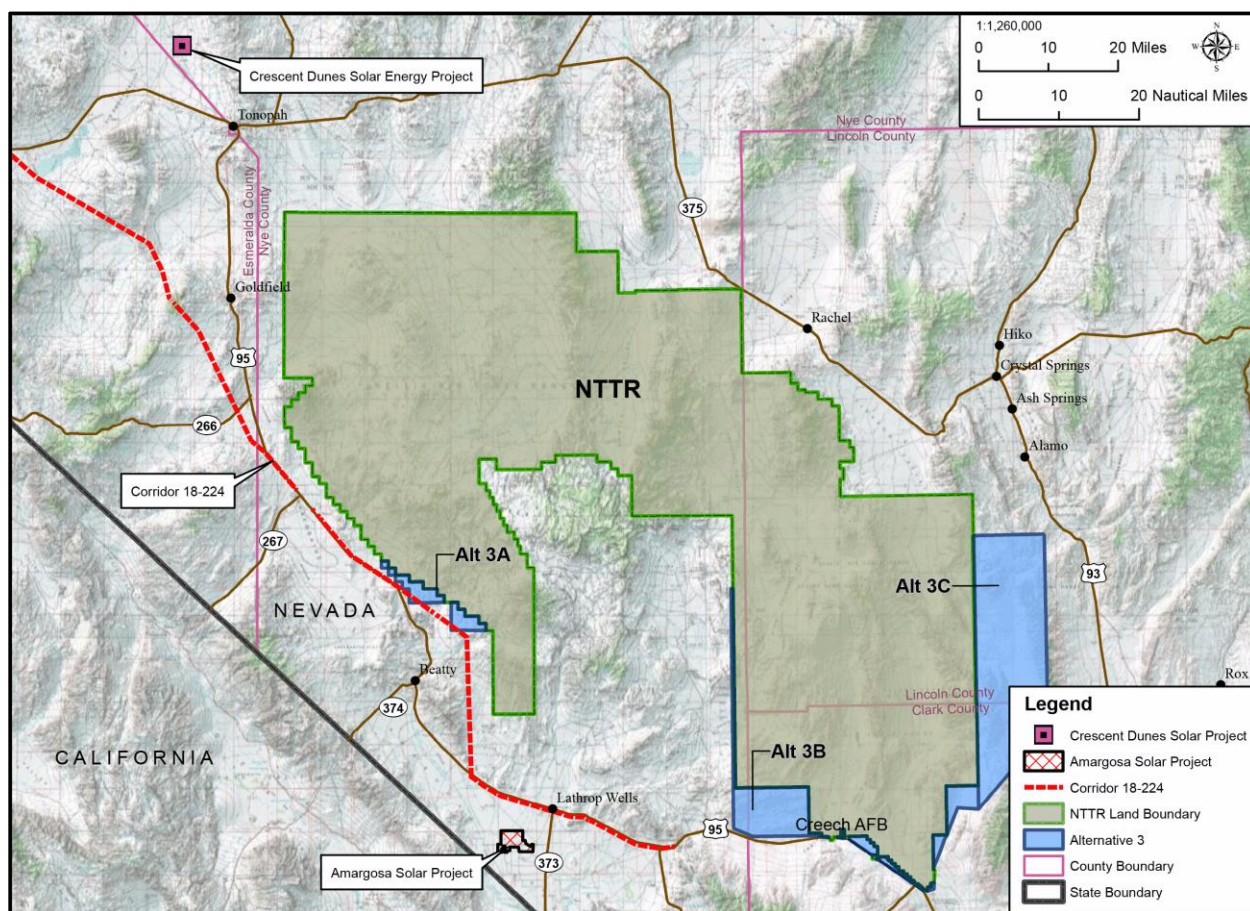 1:1,260,000
0 10 20 Miles
0 10 20 Nautical Miles
N
W E
S
Crescent Dunes Solar Energy Project
Tonopah
Nye County
Lincoln County
Esmeralda County
Nye County
375
Goldfield
Rachel
Hiko
95
Crystal Springs
NTTR
Ash Springs
266
Alamo
Corridor 18-224
267
Alt 3A
93
Alt 3C
NEVADA
Beatty
Rox
Lincoln County
Clark County
374
Alt 3B
CALIFORNIA
Lathrop Wells
95
Creech AFB
Amargosa Solar Project
373
Legend
Crescent Dunes Solar Project
Amargosa Solar Project
Corridor 18-224
NTTR Land Boundary
Alternative 3
County Boundary
State Boundary